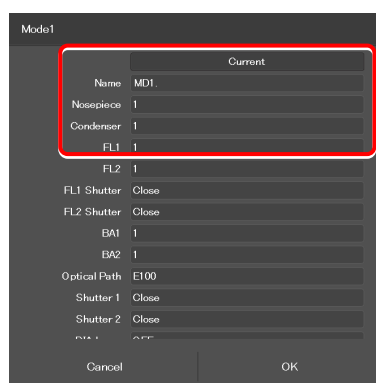 Mode1
Current
Name MD1.
Nosepiece 1
Condenser 1
FL1 1
FL2 1
FL1 Shutter Close
FL2 Shutter Close
BA1 1
BA2 1
Optical Path E100
Shutter 1 Close
Shutter 2 Close
Cancel OK